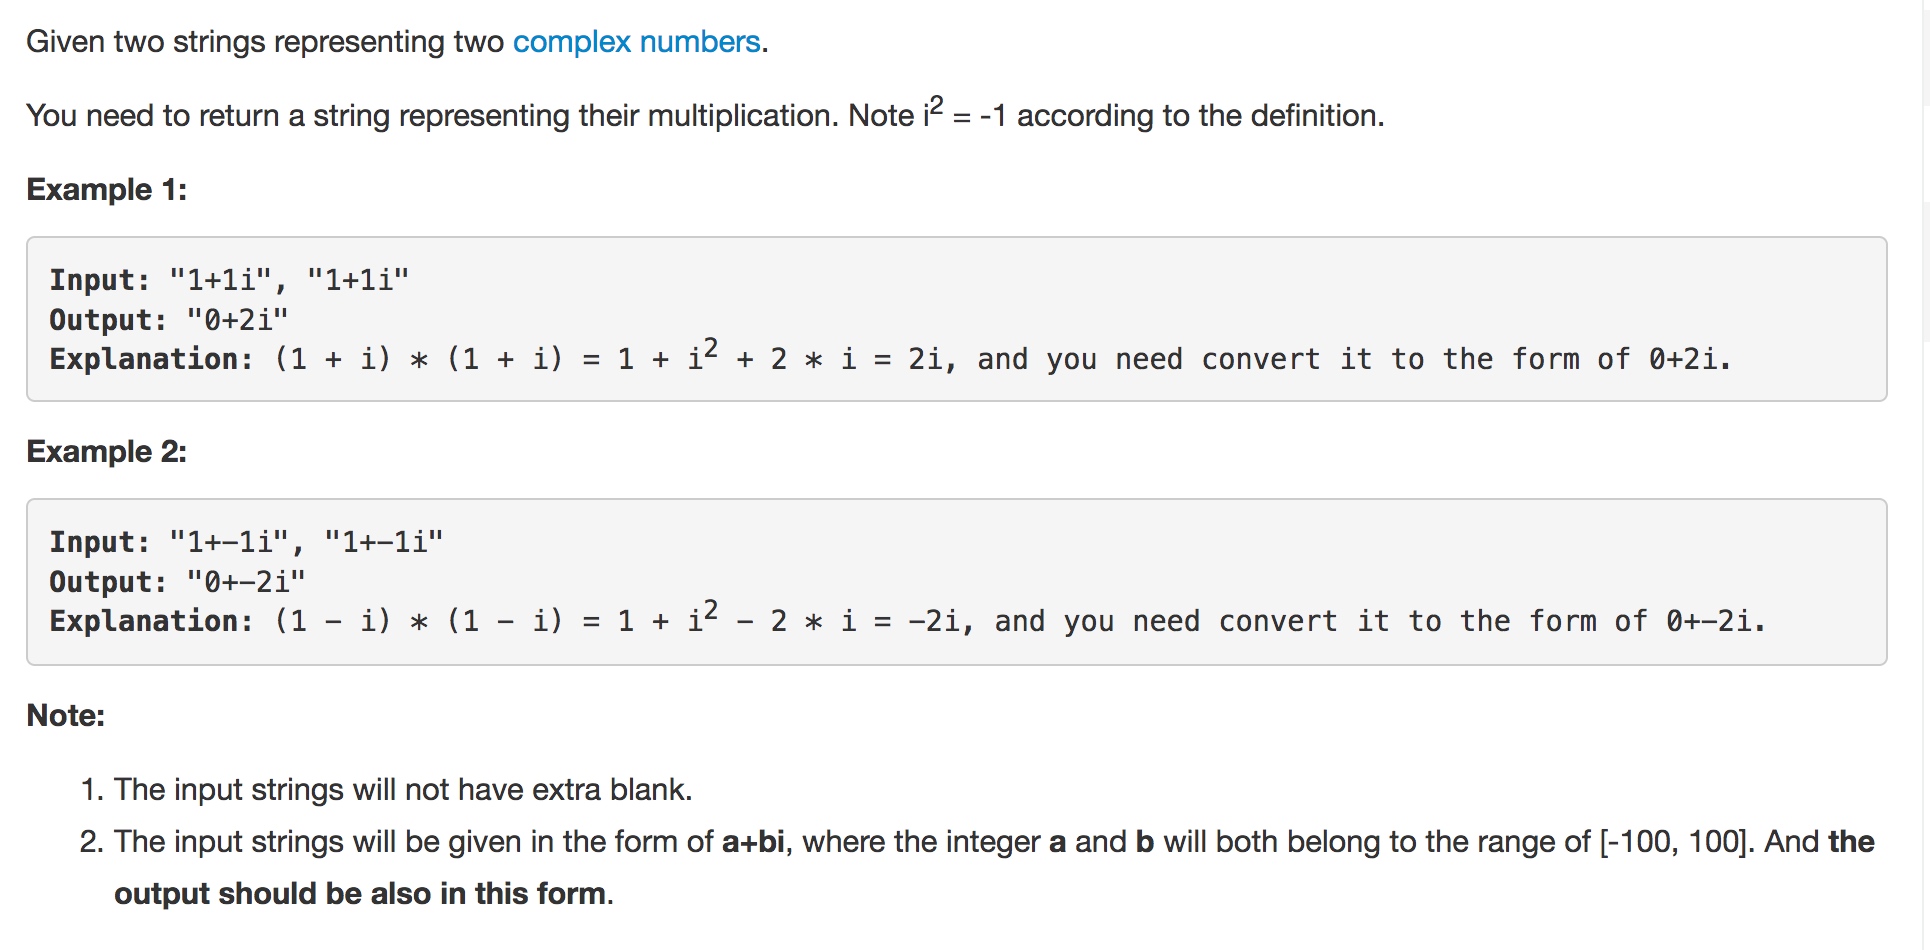 Given two strings representing two complex numbers.
You need to return a string representing their multiplication. Note i² = -1 according to the definition.
Example 1:
Input: "1+1i", "1+1i"
Output: "0+2i"
Explanation: (1 + i) * (1 + i) = 1 + i² + 2 * i = 2i, and you need convert it to the form of 0+2i.
Example 2:
Input: "1+-1i", "1+-1i"
Output: "0+-2i"
Explanation: (1 - i) * (1 - i) = 1 + i² - 2 * i = -2i, and you need convert it to the form of 0+-2i.
Note:
1. The input strings will not have extra blank.
2. The input strings will be given in the form of a+bi, where the integer a and b will both belong to the range of [-100, 100]. And the
output should be also in this form.